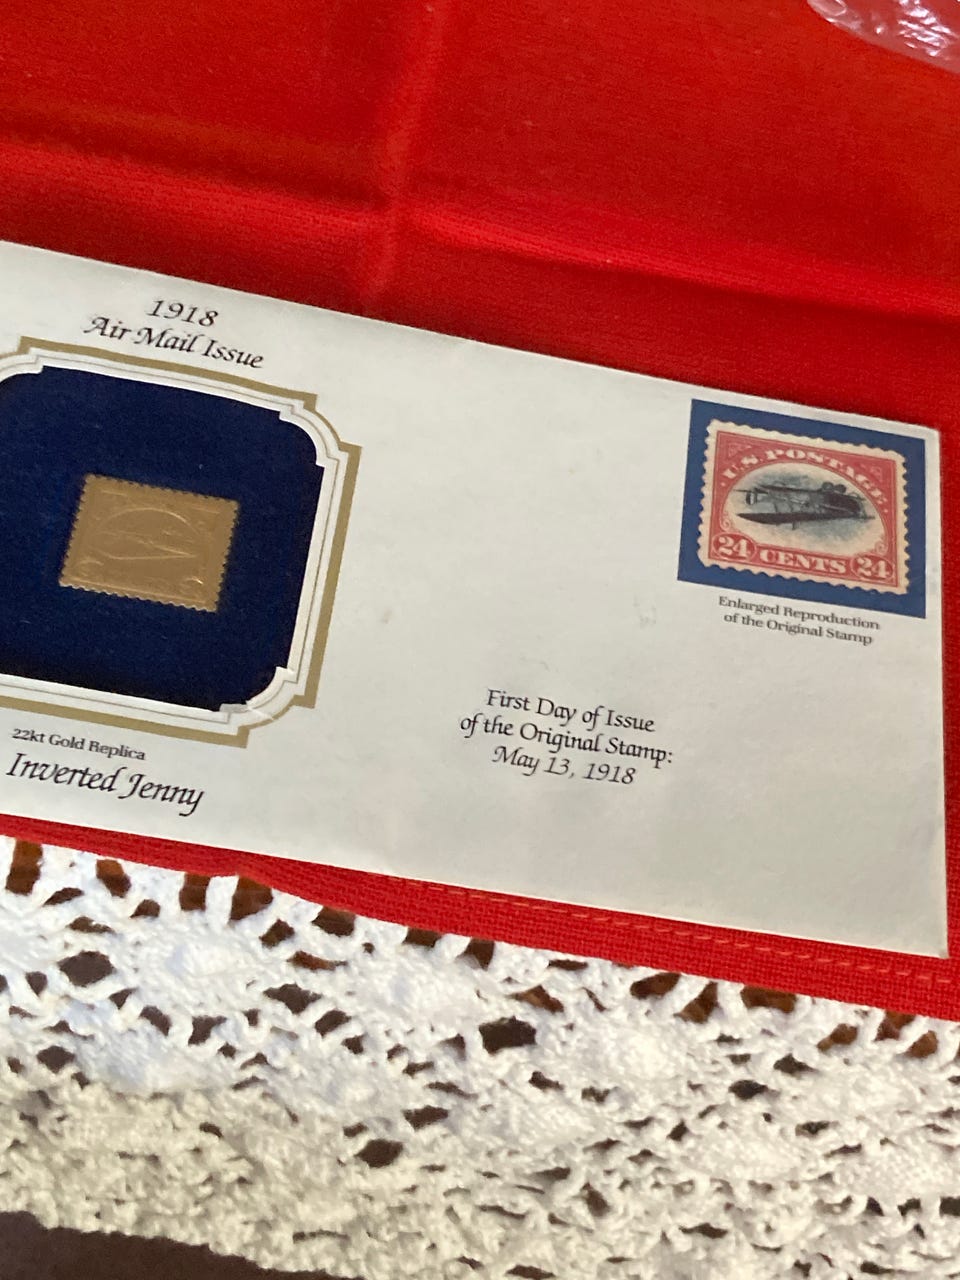 1918
Air Mail Issue
U.S. POSTAGE
24 CENTS 24
Enlarged Reproduction
of the Original Stamp
First Day of Issue
of the Original Stamp:
May 13, 1918
22kt Gold Replica
Inverted Jenny